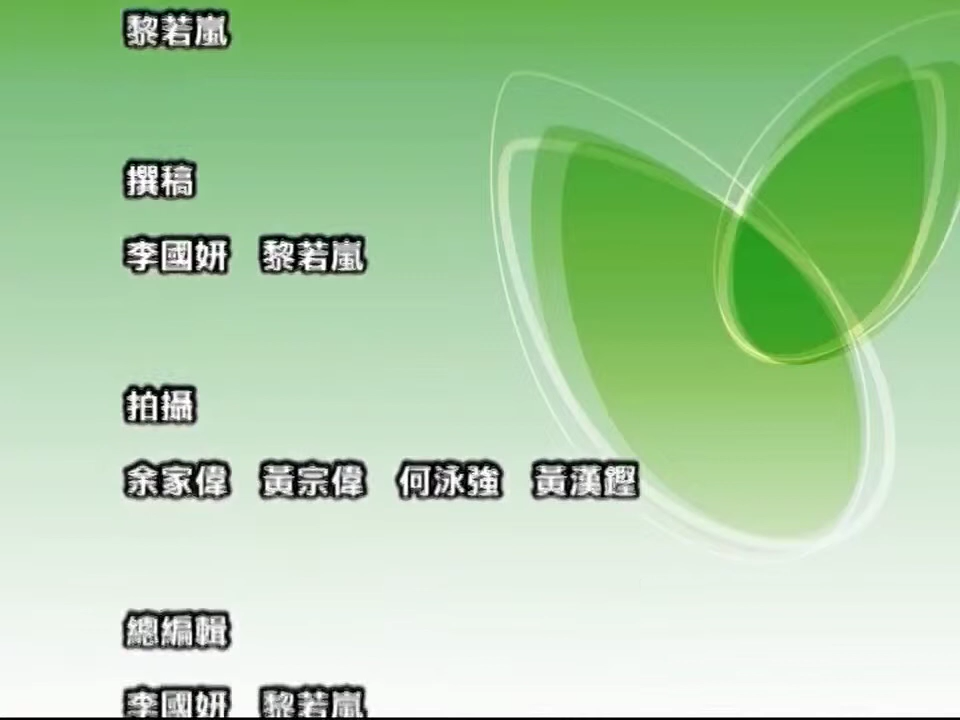 黎若嵐
撰稿
李國妍 黎若嵐
拍攝
余家偉 黃宗偉 何泳強 黃漢鏗
總編輯
李國妍 黎若嵐